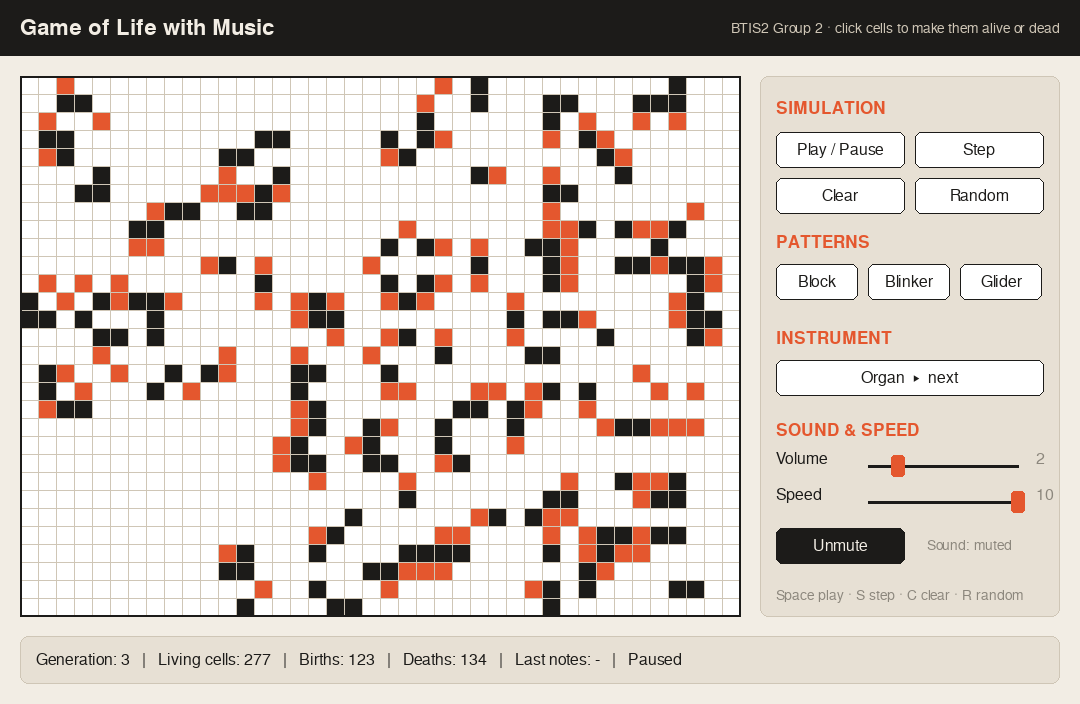 Game of Life with Music
BTIS2 Group 2 · click cells to make them alive or dead
SIMULATION
Play / Pause
Step
Clear
Random
PATTERNS
Block
Blinker
Glider
INSTRUMENT
Organ ▸ next
SOUND & SPEED
Volume
2
Speed
10
Unmute
Sound: muted
Space play · S step · C clear · R random
Generation: 3 | Living cells: 277 | Births: 123 | Deaths: 134 | Last notes: - | Paused